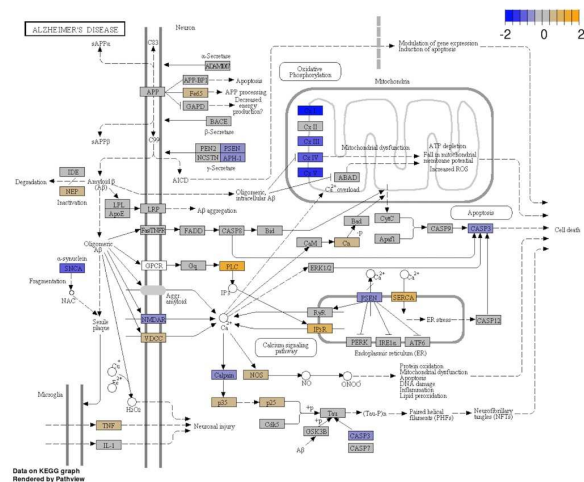 ALZHEIMER'S DISEASE
Neuron
-2 0 2
sAPPα
CS3
α-Secretase
ADAM10
Modulation of gene expression
Induction of apoptosis
Oxidative
Phosphorylation
Mitochondria
APP-BP1
Apoptosis
APP
Fe65
APP processing
GAPD
Decreased
energy
production?
BACE
β-Secretase
Cx II
Cx III
Cx IV
sAPPβ
C99
PEN2
PSEN
NCSTN
APH-1
γ-Secretase
AICD
Mitochondrial dysfunction
ATP depletion
Fall in mitochondrial
membrane potential
Increased ROS
IDE
Degradation
NEP
Inactivation
Amyloid β
(Aβ)
Oligomeric,
intracellular Aβ
ABAD
Ca2+
overload
LPL
ApoE
LRP
Aβ aggregation
Bad
CytC
Apoptosis
FADD
CASP8
Bid
CaM
Cn
Apaf1
CASP9
CASP3
Cell death
Oligomeric
Aβ
α-synuclein
SNCA
Fragmentation
NAC
GPCR
Gq
PLC
ERK1/2
IP3
Aggr.
amyloid
Ca2+
PSEN
SERCA
Senile
plaque
NMDAR
VDCC
RyR
IP3R
ER stress
CASP12
PERK
IRE1α
ATF6
Endoplasmic reticulum (ER)
Calcium signaling
pathway
Microglia
H2O2
Calpain
NOS
NO
ONOO-
Protein oxidation
Mitochondrial dysfunction
Apoptosis
DNA damage
Inflammation
Lipid peroxidation
p35
p25
Cdk5
Tau
(Tau-P)n
Paired helical
filaments (PHFs)
Neurofibrillary
tangles (NFTs)
TNF
Neuronal injury
IL-1
GSK3B
Aβ
CASP3
CASP7
Data on KEGG graph
Rendered by Pathview